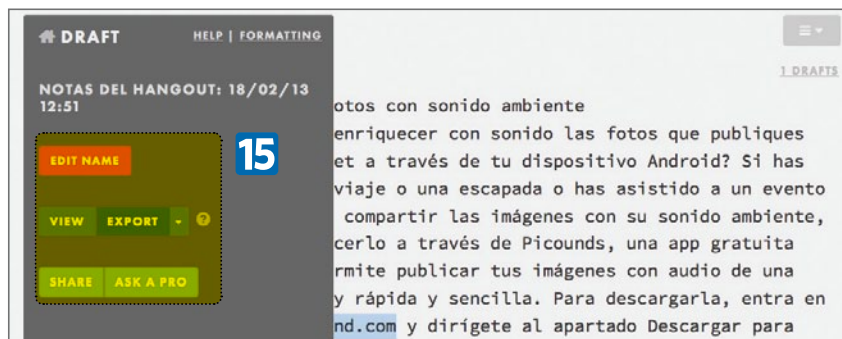 DRAFT
HELP | FORMATTING
NOTAS DEL HANGOUT: 18/02/13
12:51
EDIT NAME
15
VIEW EXPORT ?
SHARE ASK A PRO
1 DRAFTS
otos con sonido ambiente
enriquecer con sonido las fotos que publiques
et a través de tu dispositivo Android? Si has
viaje o una escapada o has asistido a un evento
compartir las imágenes con su sonido ambiente,
cerlo a través de Picounds, una app gratuita
rmite publicar tus imágenes con audio de una
y rápida y sencilla. Para descargarla, entra en
nd.com y dirígete al apartado Descargar para